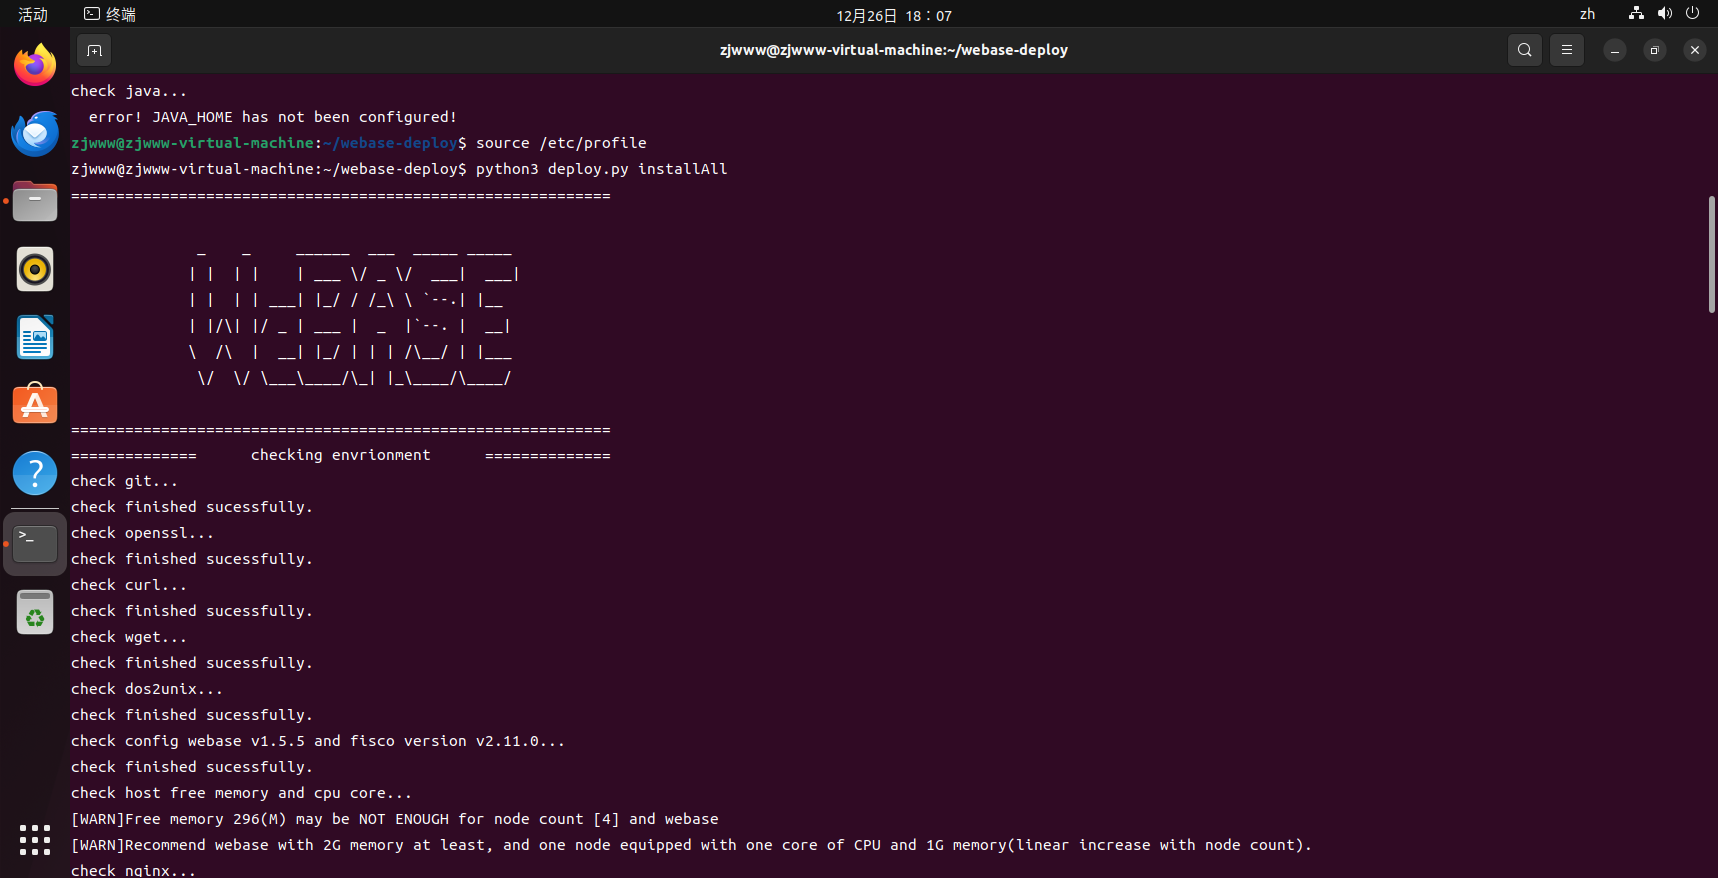 活动 终端 12月26日 18：07 zh
zjwww@zjwww-virtual-machine:~/webase-deploy
check java...
  error! JAVA_HOME has not been configured!
zjwww@zjwww-virtual-machine:~/webase-deploy$ source /etc/profile
zjwww@zjwww-virtual-machine:~/webase-deploy$ python3 deploy.py installAll
============================================================
              _    _     ______  ___  _____ _____
             | |  | |    | ___ \/ _ \/  ___|  ___|
             | |  | | ___| |_/ / /_\ \ `--.| |__
             | |/\| |/ _ | ___ |  _  |`--. |  __|
             \  /\  |  __| |_/ | | | /\__/ | |___
              \/  \/ \___\____/\_| |_\____/\____/
============================================================
==============      checking envrionment      ==============
check git...
check finished sucessfully.
check openssl...
check finished sucessfully.
check curl...
check finished sucessfully.
check wget...
check finished sucessfully.
check dos2unix...
check finished sucessfully.
check config webase v1.5.5 and fisco version v2.11.0...
check finished sucessfully.
check host free memory and cpu core...
[WARN]Free memory 296(M) may be NOT ENOUGH for node count [4] and webase
[WARN]Recommend webase with 2G memory at least, and one node equipped with one core of CPU and 1G memory(linear increase with node count).
check nginx...